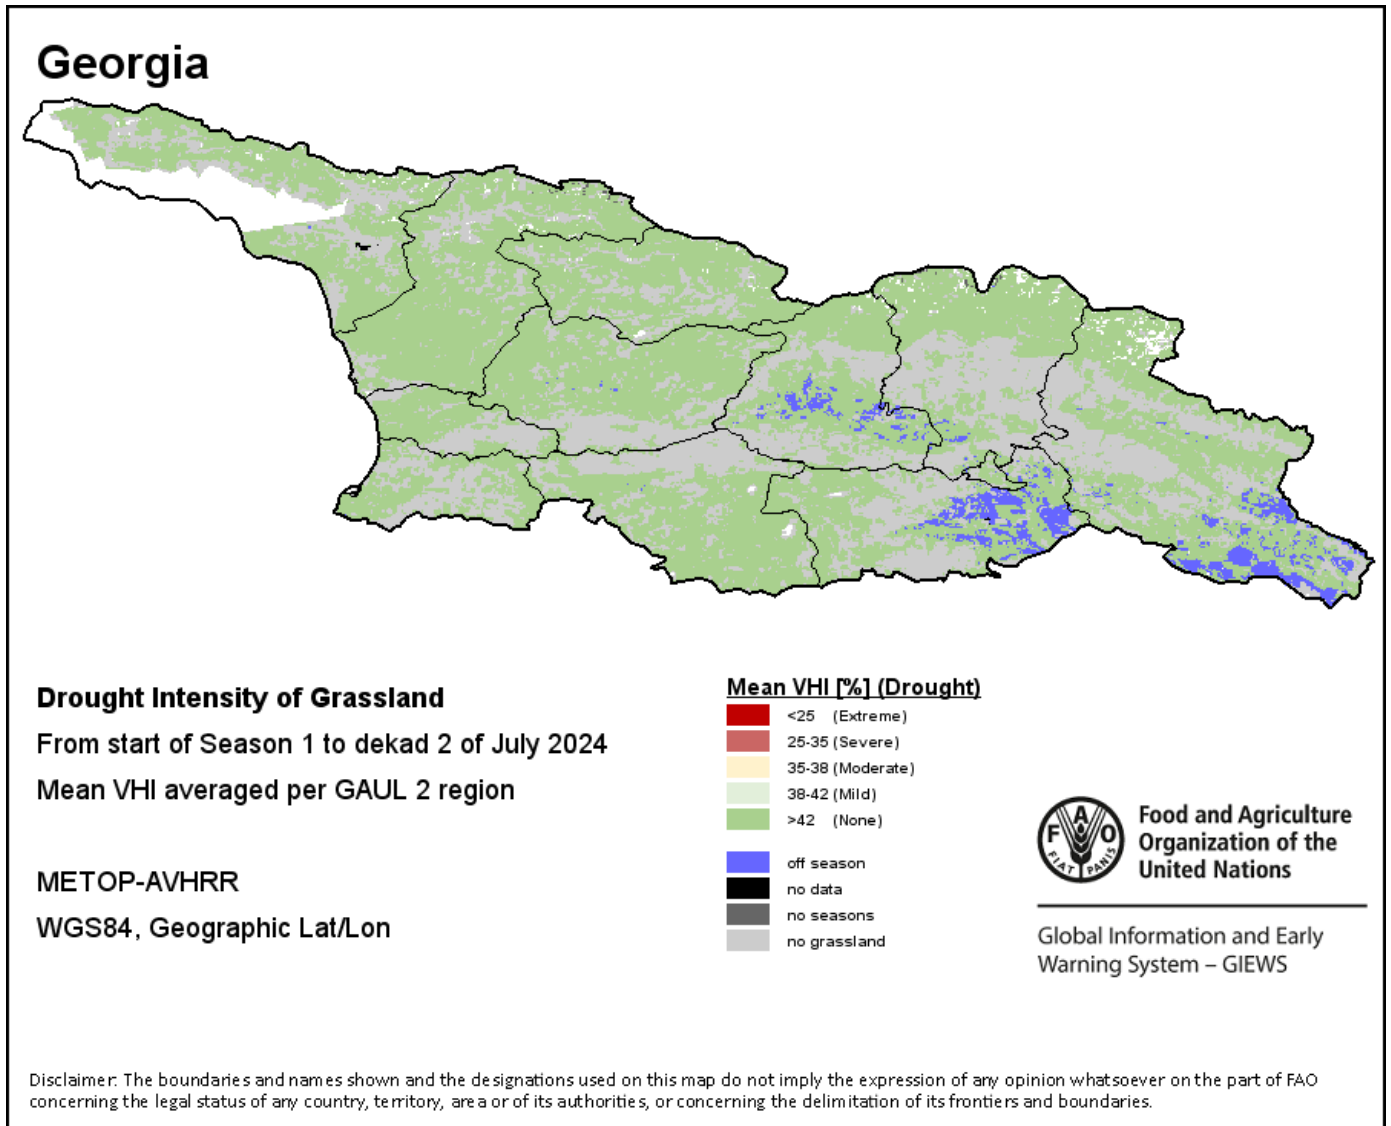 Georgia
Drought Intensity of Grassland
From start of Season 1 to dekad 2 of July 2024
Mean VHI averaged per GAUL 2 region
METOP-AVHRR
WGS84, Geographic Lat/Lon
Mean VHI [%] (Drought)
<25 (Extreme)
25-35 (Severe)
35-38 (Moderate)
38-42 (Mild)
>42 (None)
off season
no data
no seasons
no grassland
F A O
FIAT PANIS
Food and Agriculture
Organization of the
United Nations
Global Information and Early
Warning System – GIEWS
Disclaimer: The boundaries and names shown and the designations used on this map do not imply the expression of any opinion whatsoever on the part of FAO
concerning the legal status of any country, territory, area or of its authorities, or concerning the delimitation of its frontiers and boundaries.